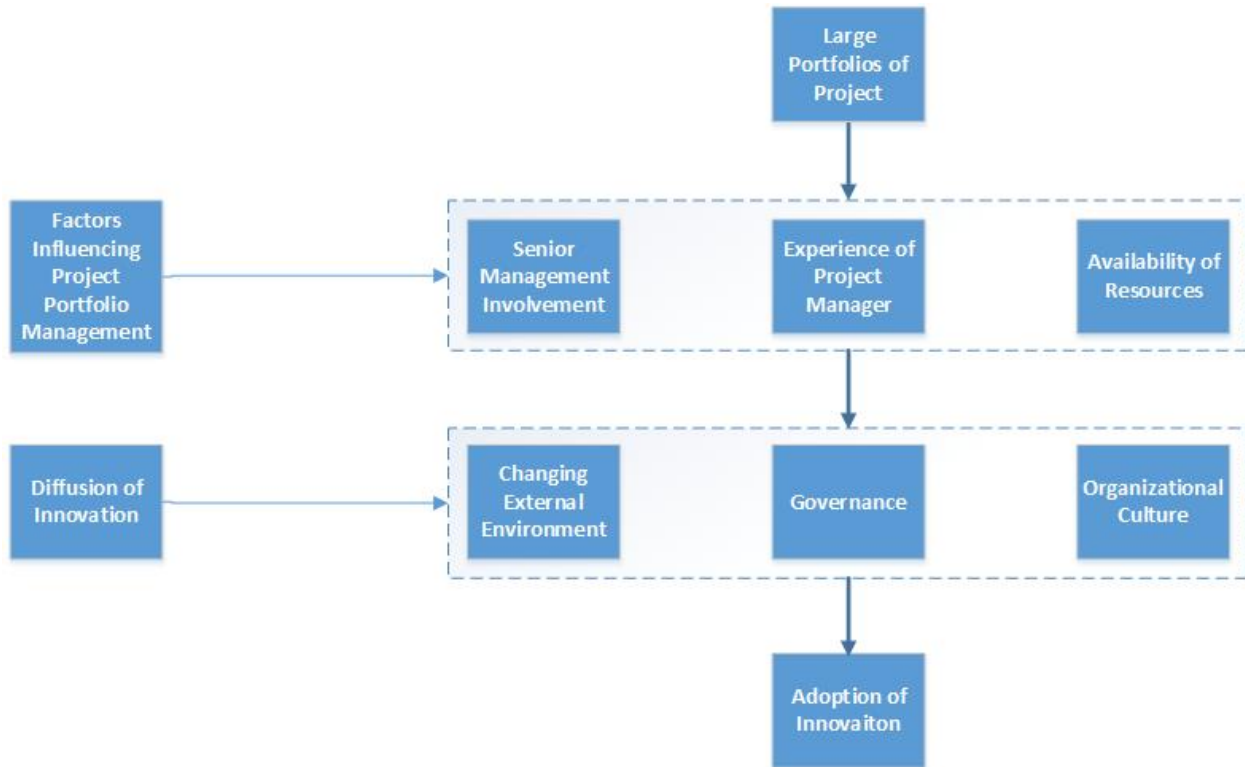 Large
Portfolios of
Project
Factors
Influencing
Project
Portfolio
Management
Senior
Management
Involvement
Experience of
Project
Manager
Availability of
Resources
Diffusion of
Innovation
Changing
External
Environment
Governance
Organizational
Culture
Adoption of
Innovaiton